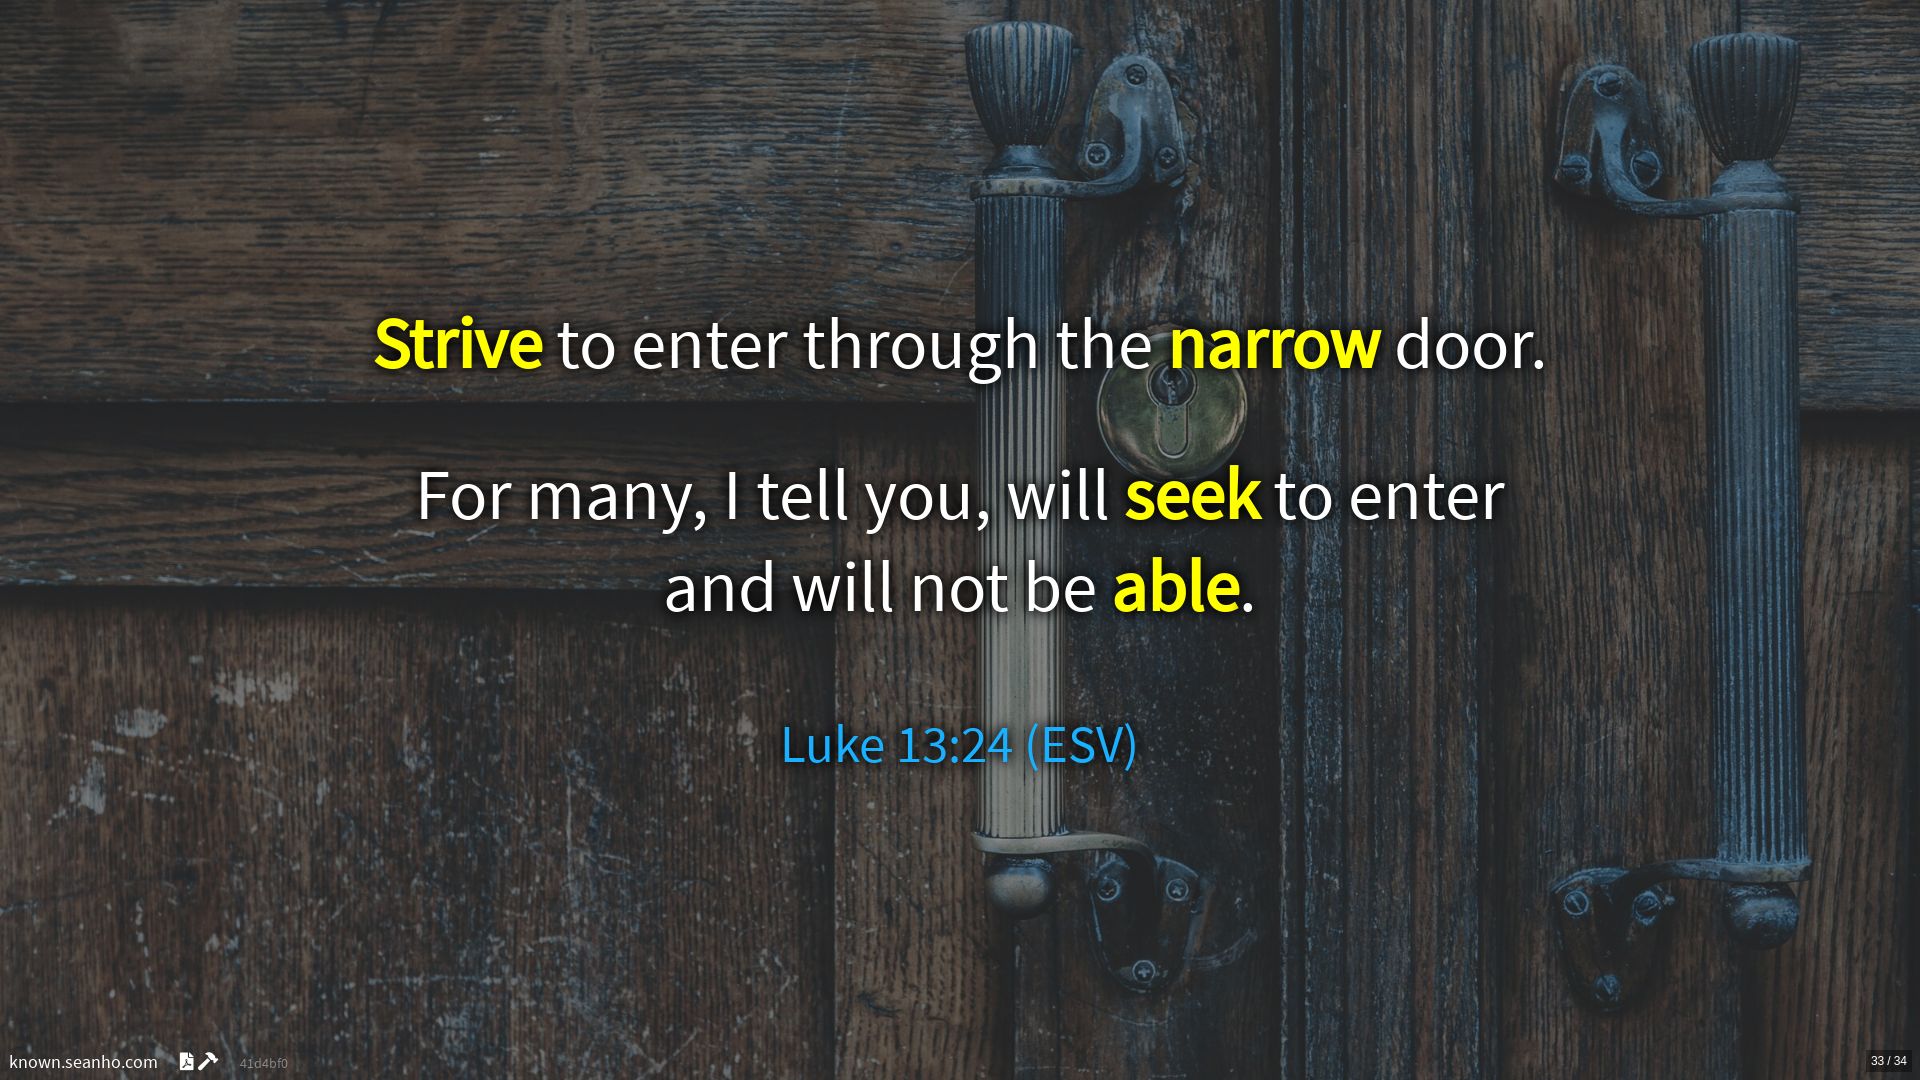 Strive to enter through the narrow door.
For many, I tell you, will seek to enter
and will not be able.
Luke 13:24 (ESV)
known.seanho.com
41d4bf0
33 / 34